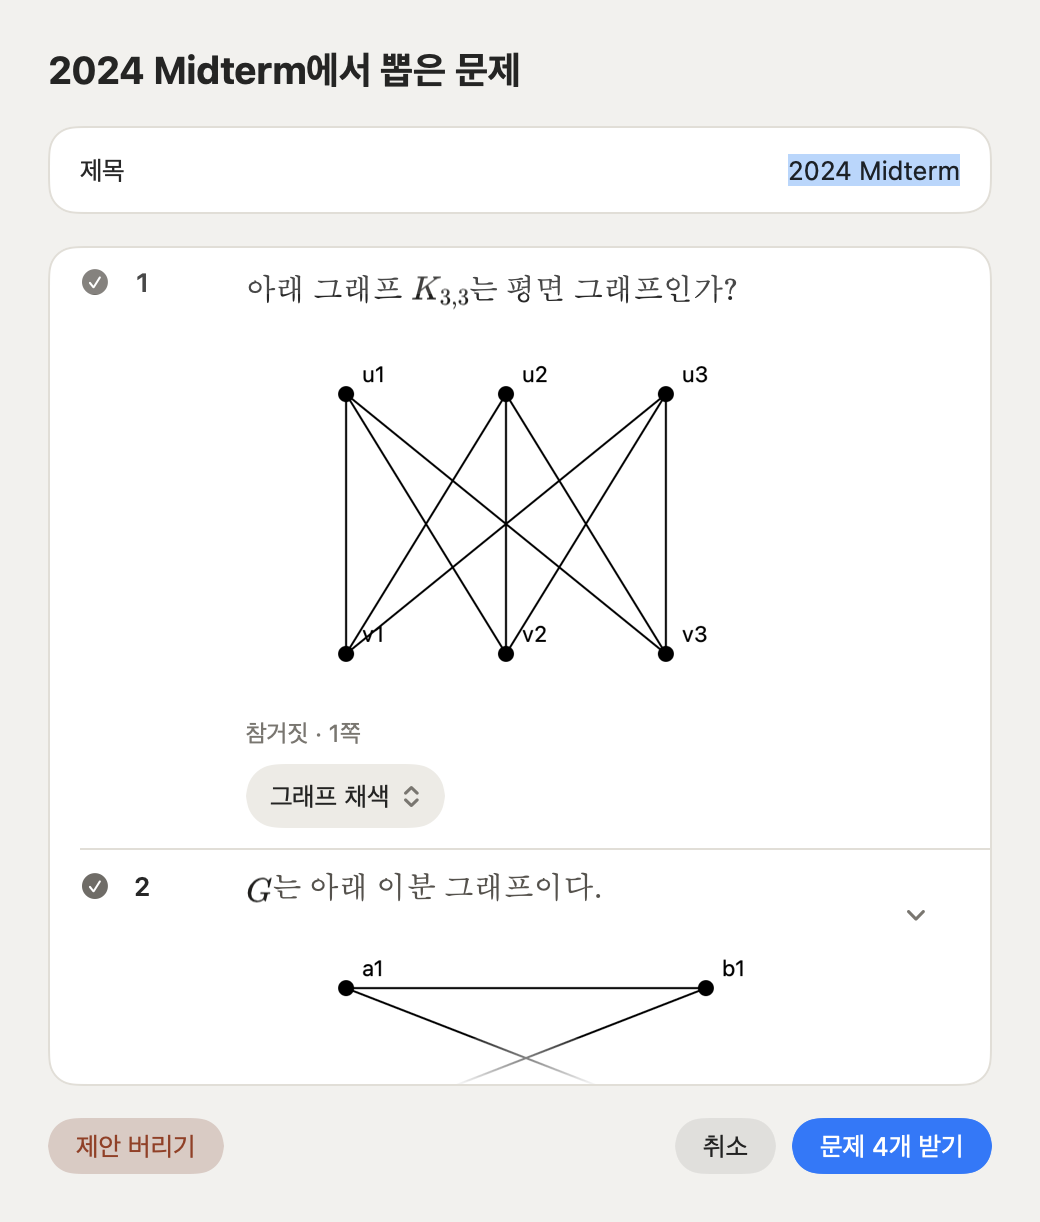 2024 Midterm에서 뽑은 문제
제목 2024 Midterm
1 아래 그래프 K3,3는 평면 그래프인가?
u1 u2 u3
v1 v2 v3
참거짓 · 1쪽
그래프 채색
2 G는 아래 이분 그래프이다.
a1 b1
제안 버리기 취소 문제 4개 받기